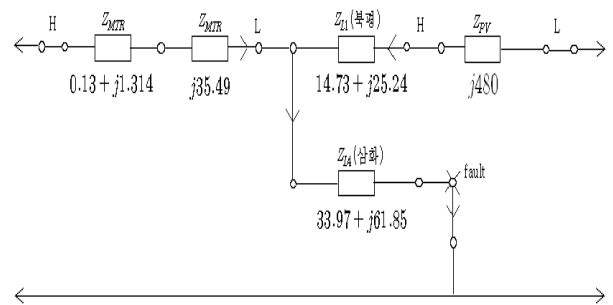 H Z_MTR Z_MTR L Z_L1(북평) H Z_PV L
0.13+j1.314 j35.49 14.73+j25.24 j480
Z_L4(삼화) fault
33.97+j61.85